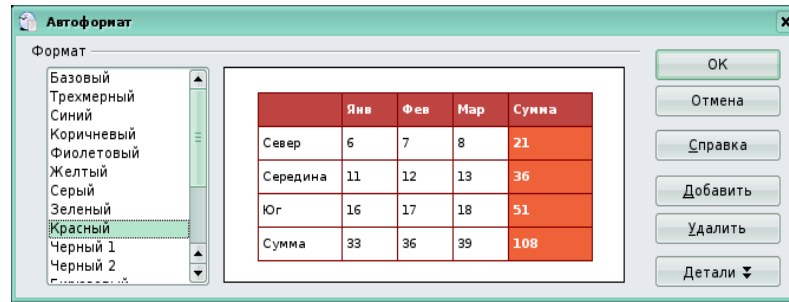 Автоформат
Формат
Базовый
Трехмерный
Синий
Коричневый
Фиолетовый
Желтый
Серый
Зеленый
Красный
Черный 1
Черный 2
Янв Фев Мар Сумма
Север 6 7 8 21
Середина 11 12 13 36
Юг 16 17 18 51
Сумма 33 36 39 108
OK
Отмена
Справка
Добавить
Удалить
Детали